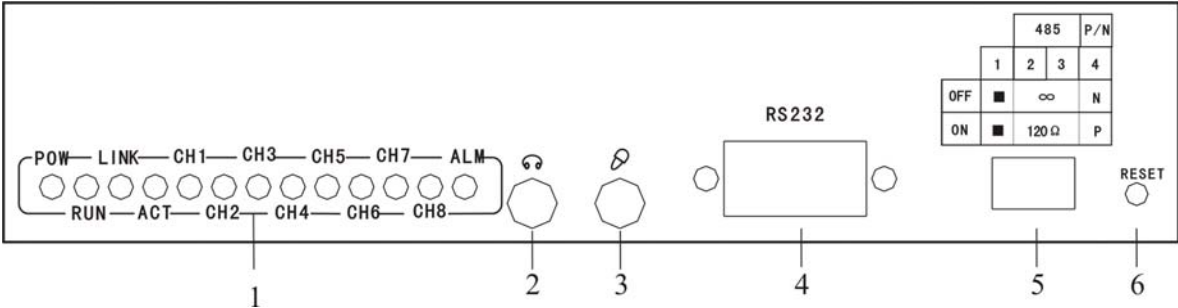 485 P/N
1 2 3 4
OFF ■ ∞ N
ON ■ 120Ω P
RS232
POW LINK CH1 CH3 CH5 CH7 ALM
RESET
RUN ACT CH2 CH4 CH6 CH8
1 2 3 4 5 6